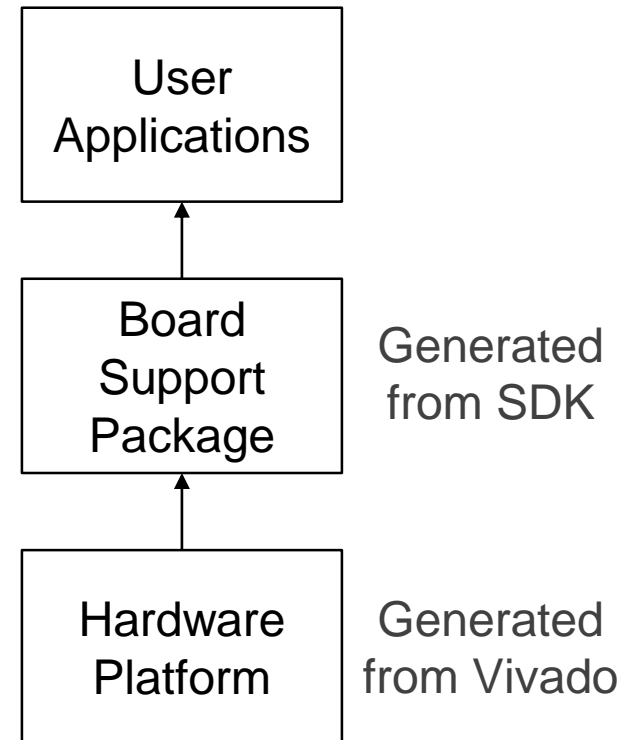 User
Applications
Board
Support
Package
Generated
from SDK
Hardware
Platform
Generated
from Vivado